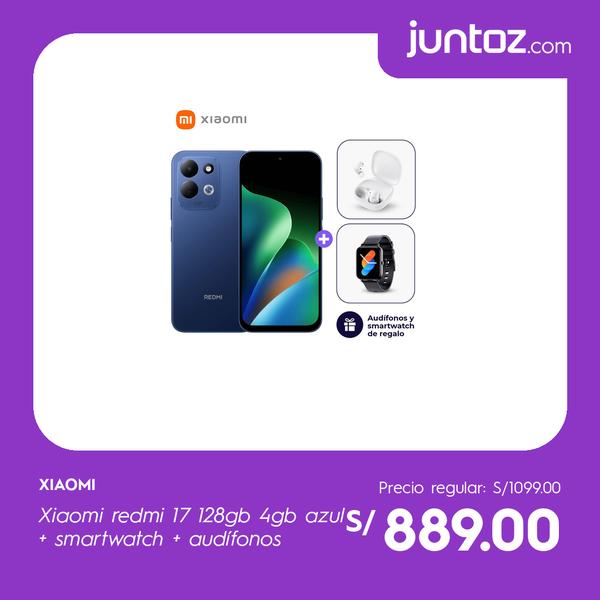 juntoz.com
mi xiaomi
REDMI
Audífonos y
smartwatch
de regalo
XIAOMI
Xiaomi redmi 17 128gb 4gb azul
+ smartwatch + audífonos
Precio regular: S/1099.00
S/ 889.00